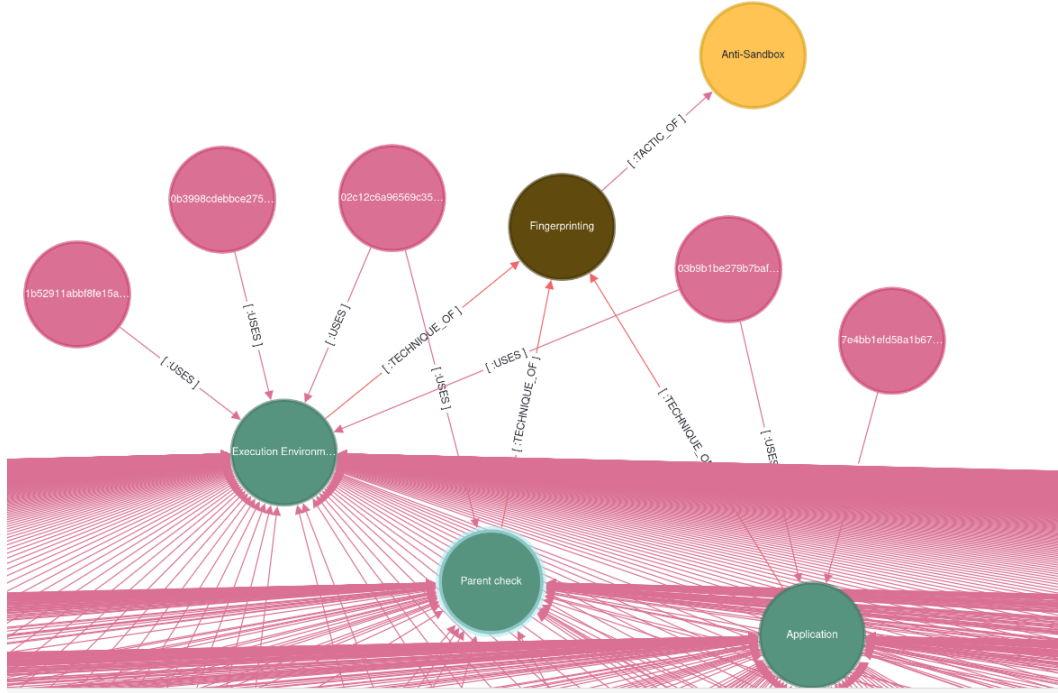 Anti-Sandbox
[ :TACTIC_OF ]
0b3998cdebbce275…
02c12c6a96569c35…
Fingerprinting
03b9b1be279b7baf…
1b52911abbf8fe15a…
7e4bb1efd58a1b67…
[ :USES ]
[ :USES ]
[ :USES ]
[ :TECHNIQUE_OF ]
[ :USES ]
[ :USES ]
[ :TECHNIQUE_OF ]
[ :TECHNIQUE_O
[ :USES
Execution Environm…
Parent check
Application